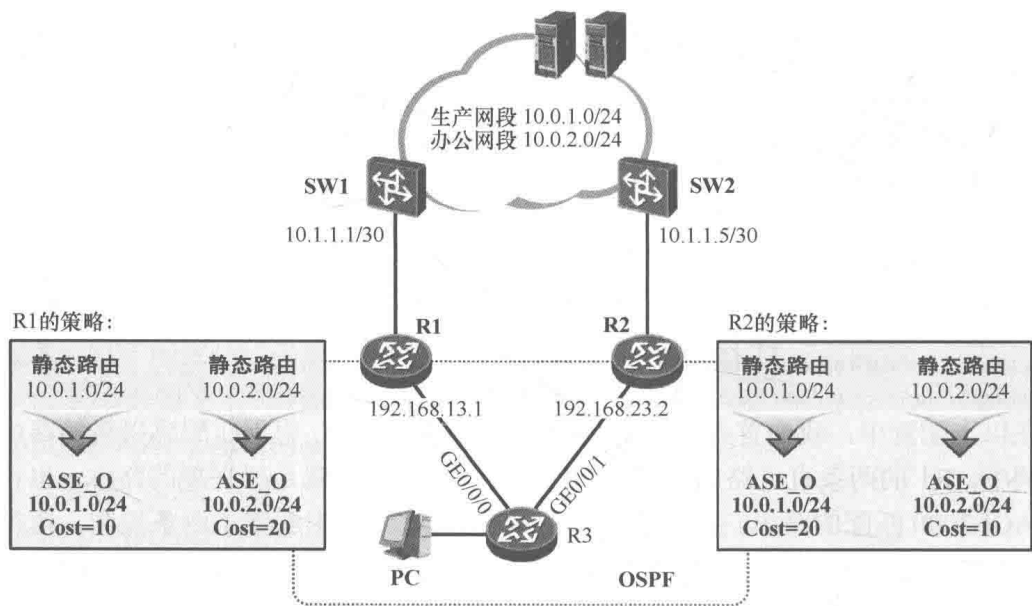 生产网段 10.0.1.0/24
办公网段 10.0.2.0/24
SW1
SW2
10.1.1.1/30
10.1.1.5/30
R1的策略：
R1
R2
R2的策略：
静态路由
10.0.1.0/24
ASE_O
10.0.1.0/24
Cost=10
静态路由
10.0.2.0/24
ASE_O
10.0.2.0/24
Cost=20
192.168.13.1
192.168.23.2
静态路由
10.0.1.0/24
ASE_O
10.0.1.0/24
Cost=20
静态路由
10.0.2.0/24
ASE_O
10.0.2.0/24
Cost=10
GE0/0/0
GE0/0/1
R3
PC
OSPF